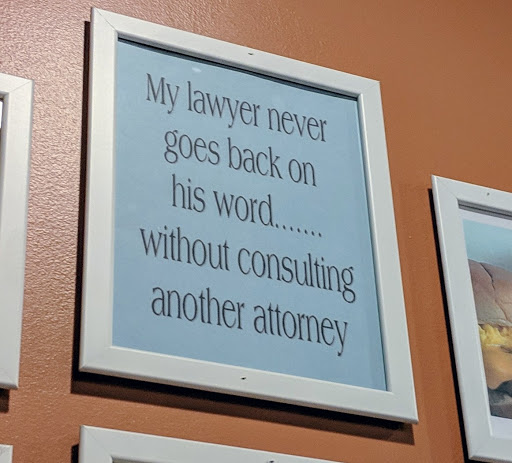 My lawyer never
goes back on
his word.......
without consulting
another attorney